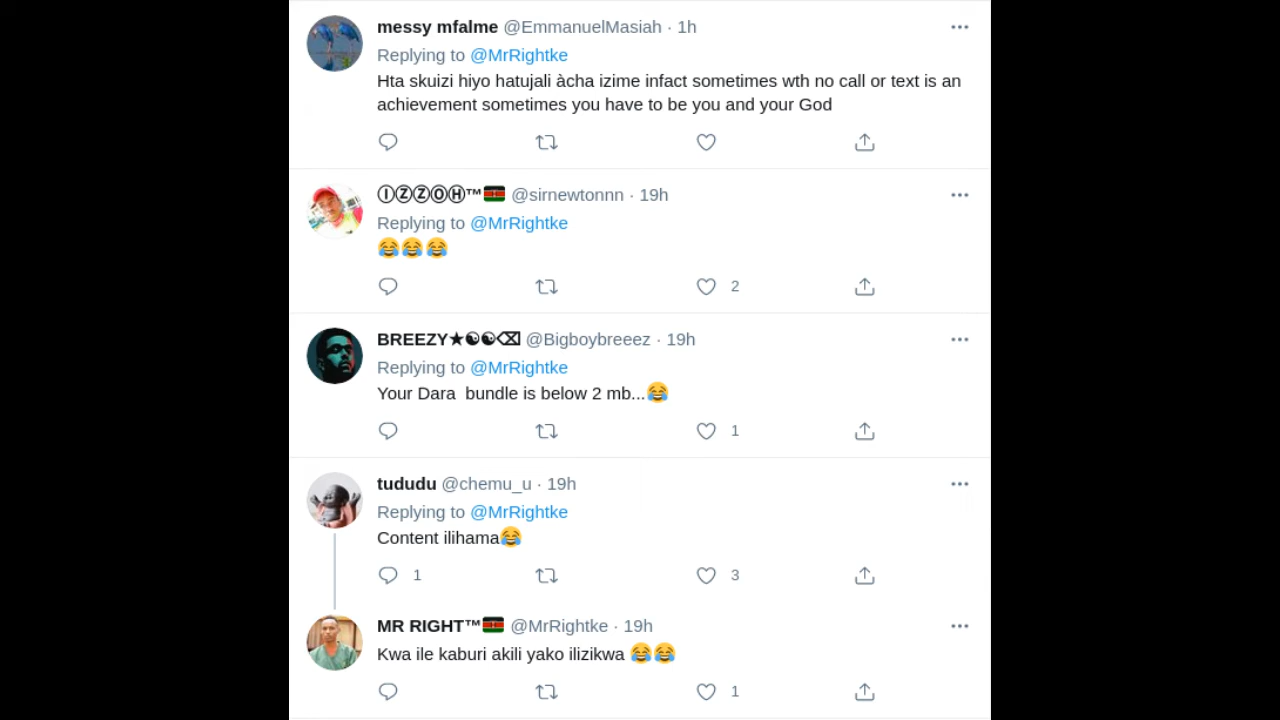 messy mfalme @EmmanuelMasiah · 1h
Replying to @MrRightke
Hta skuizi hiyo hatujali àcha izime infact sometimes wth no call or text is an
achievement sometimes you have to be you and your God
ⒾⓏⓏⓄⒽ™🇰🇪 @sirnewtonnn · 19h
Replying to @MrRightke
😂😂😂
2
BREEZY★☯☯⌫ @Bigboybreeez · 19h
Replying to @MrRightke
Your Dara  bundle is below 2 mb...😂
1
tududu @chemu_u · 19h
Replying to @MrRightke
Content ilihama😂
1 3
MR RIGHT™🇰🇪 @MrRightke · 19h
Kwa ile kaburi akili yako ilizikwa 😂😂
1